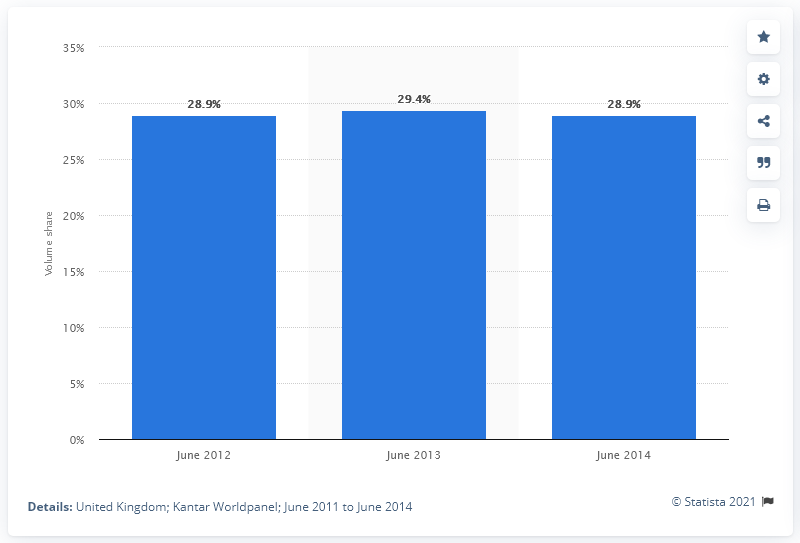 35%
30%
25%
20%
15%
10%
5%
0%
Volume share
28.9%
29.4%
28.9%
June 2012
June 2013
June 2014
Details: United Kingdom; Kantar Worldpanel; June 2011 to June 2014
© Statista 2021